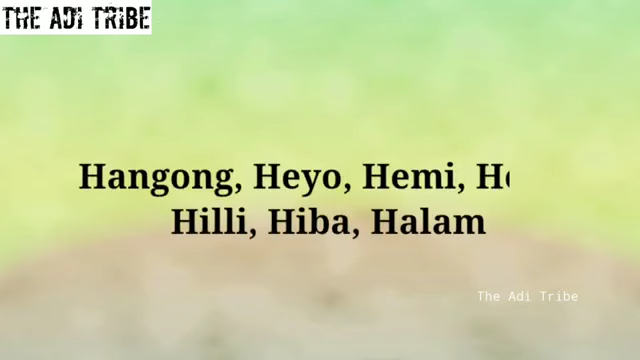 THE ADI TRIBE
Hangong, Heyo, Hemi,
Hilli, Hiba, Halam
The Adi Tribe